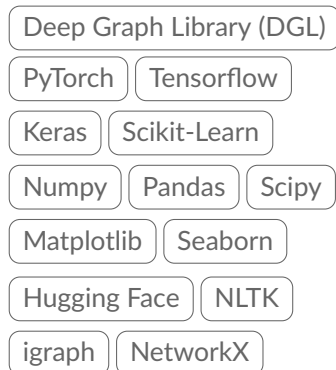 Deep Graph Library (DGL)
PyTorch Tensorflow
Keras Scikit-Learn
Numpy Pandas Scipy
Matplotlib Seaborn
Hugging Face NLTK
igraph NetworkX